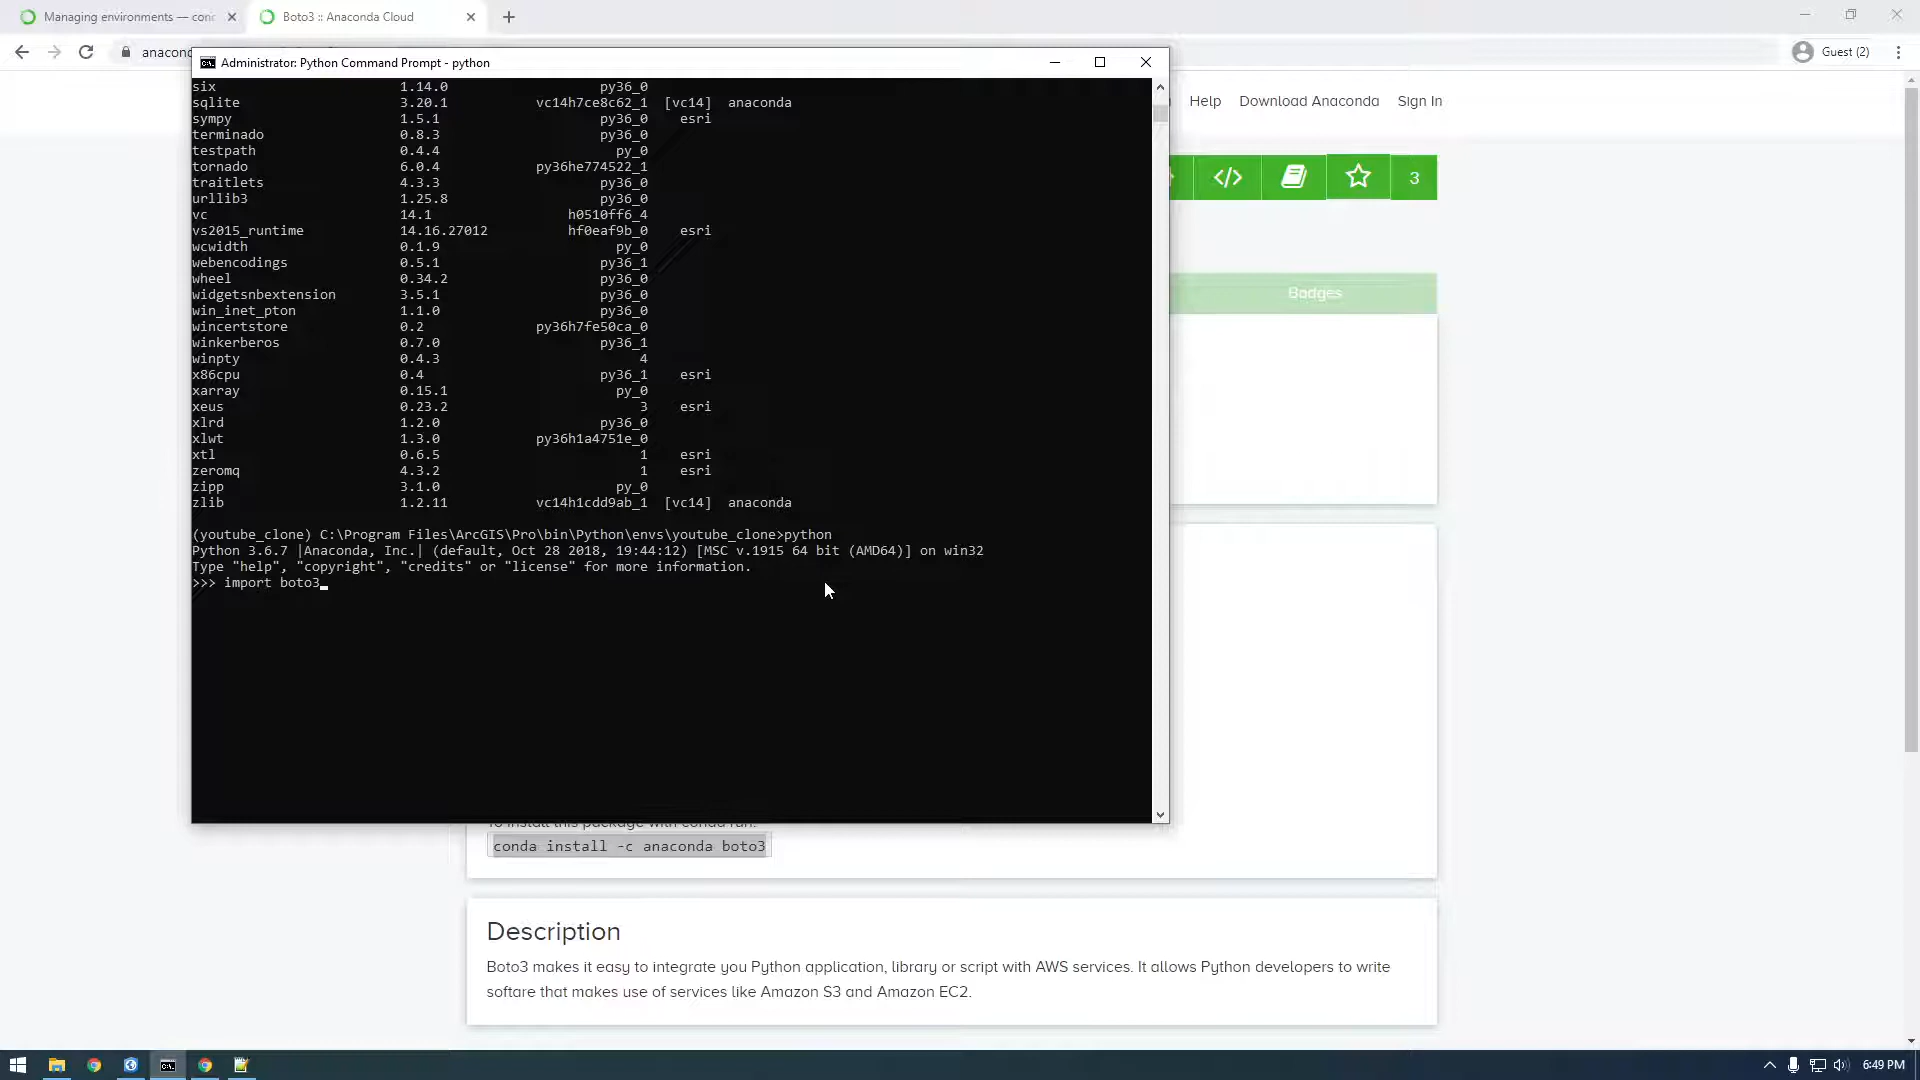 Managing environments — conc
Boto3 :: Anaconda Cloud
anacond
Guest (2)
Administrator: Python Command Prompt - python
Help
Download Anaconda
Sign In
3
Badges
six 1.14.0 py36_0
sqlite 3.20.1 vc14h7ce8c62_1 [vc14] anaconda
sympy 1.5.1 py36_0 esri
terminado 0.8.3 py36_0
testpath 0.4.4 py_0
tornado 6.0.4 py36he774522_1
traitlets 4.3.3 py36_0
urllib3 1.25.8 py36_0
vc 14.1 h0510ff6_4
vs2015_runtime 14.16.27012 hf0eaf9b_0 esri
wcwidth 0.1.9 py_0
webencodings 0.5.1 py36_1
wheel 0.34.2 py36_0
widgetsnbextension 3.5.1 py36_0
win_inet_pton 1.1.0 py36_0
wincertstore 0.2 py36h7fe50ca_0
winkerberos 0.7.0 py36_1
winpty 0.4.3 4
x86cpu 0.4 py36_1 esri
xarray 0.15.1 py_0
xeus 0.23.2 3 esri
xlrd 1.2.0 py36_0
xlwt 1.3.0 py36h1a4751e_0
xtl 0.6.5 1 esri
zeromq 4.3.2 1 esri
zipp 3.1.0 py_0
zlib 1.2.11 vc14h1cdd9ab_1 [vc14] anaconda
(youtube_clone) C:\Program Files\ArcGIS\Pro\bin\Python\envs\youtube_clone>python
Python 3.6.7 |Anaconda, Inc.| (default, Oct 28 2018, 19:44:12) [MSC v.1915 64 bit (AMD64)] on win32
Type "help", "copyright", "credits" or "license" for more information.
>>> import boto3
To install this package with conda run:
conda install -c anaconda boto3
Description
Boto3 makes it easy to integrate you Python application, library or script with AWS services. It allows Python developers to write
softare that makes use of services like Amazon S3 and Amazon EC2.
6:49 PM